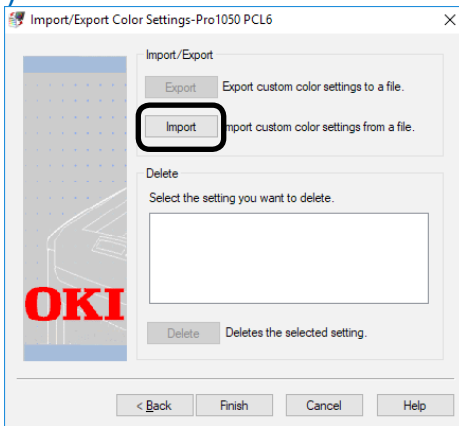 Import/Export Color Settings-Pro1050 PCL6
Import/Export
Export Export custom color settings to a file.
Import mport custom color settings from a file.
Delete
Select the setting you want to delete.
OKI
Delete Deletes the selected setting.
< Back Finish Cancel Help